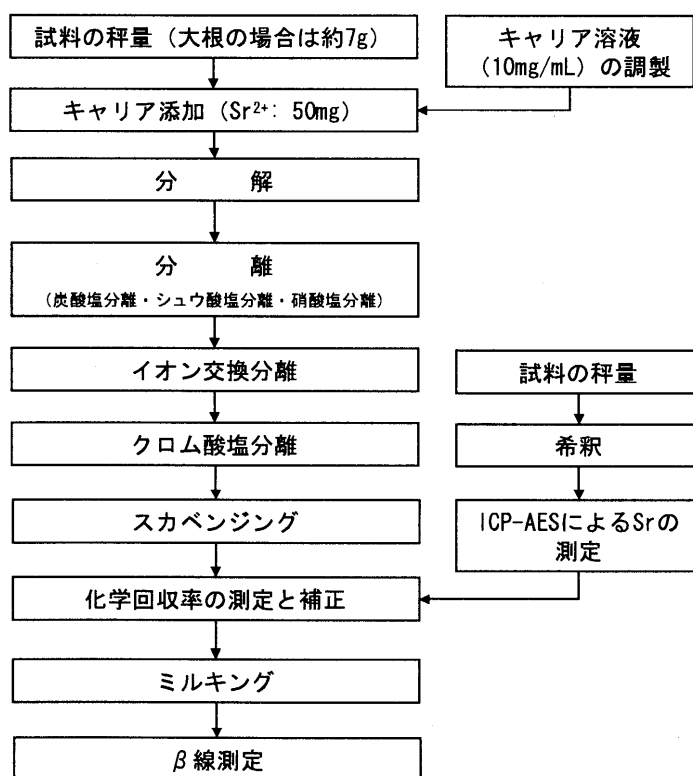 試料の秤量（大根の場合は約7g）
キャリア溶液
（10mg/mL）の調製
キャリア添加（Sr²⁺: 50mg）
分　　解
分　　離
（炭酸塩分離・シュウ酸塩分離・硝酸塩分離）
イオン交換分離
クロム酸塩分離
スカベンジング
試料の秤量
希釈
ICP-AESによるSrの
測定
化学回収率の測定と補正
ミルキング
β線測定